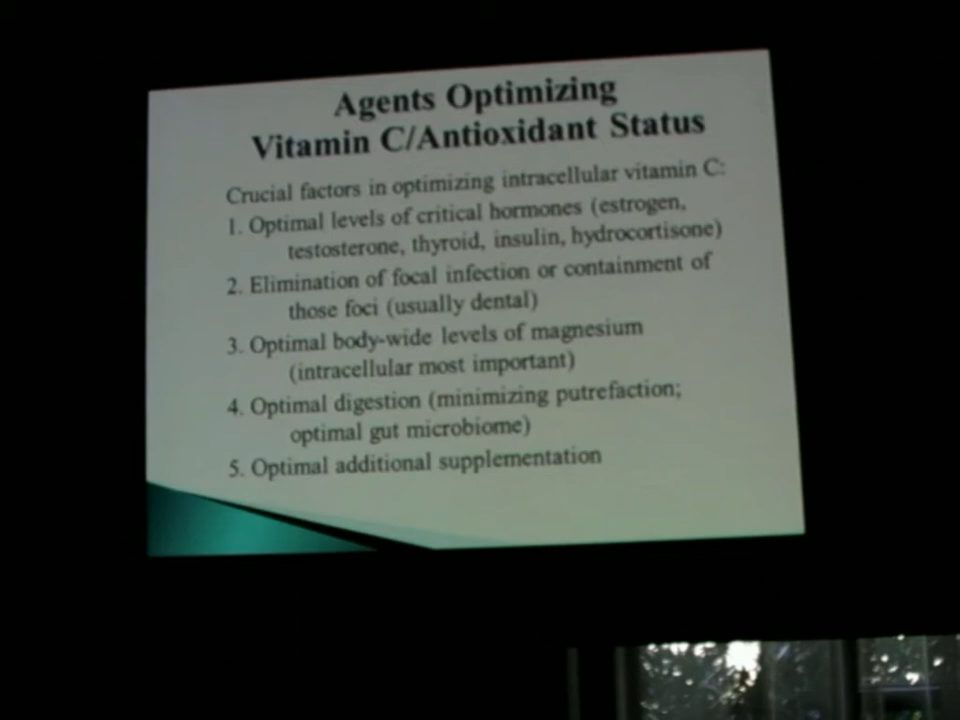 Agents Optimizing
Vitamin C/Antioxidant Status
Crucial factors in optimizing intracellular vitamin C:
1. Optimal levels of critical hormones (estrogen,
testosterone, thyroid, insulin, hydrocortisone)
2. Elimination of focal infection or containment of
those foci (usually dental)
3. Optimal body-wide levels of magnesium
(intracellular most important)
4. Optimal digestion (minimizing putrefaction;
optimal gut microbiome)
5. Optimal additional supplementation